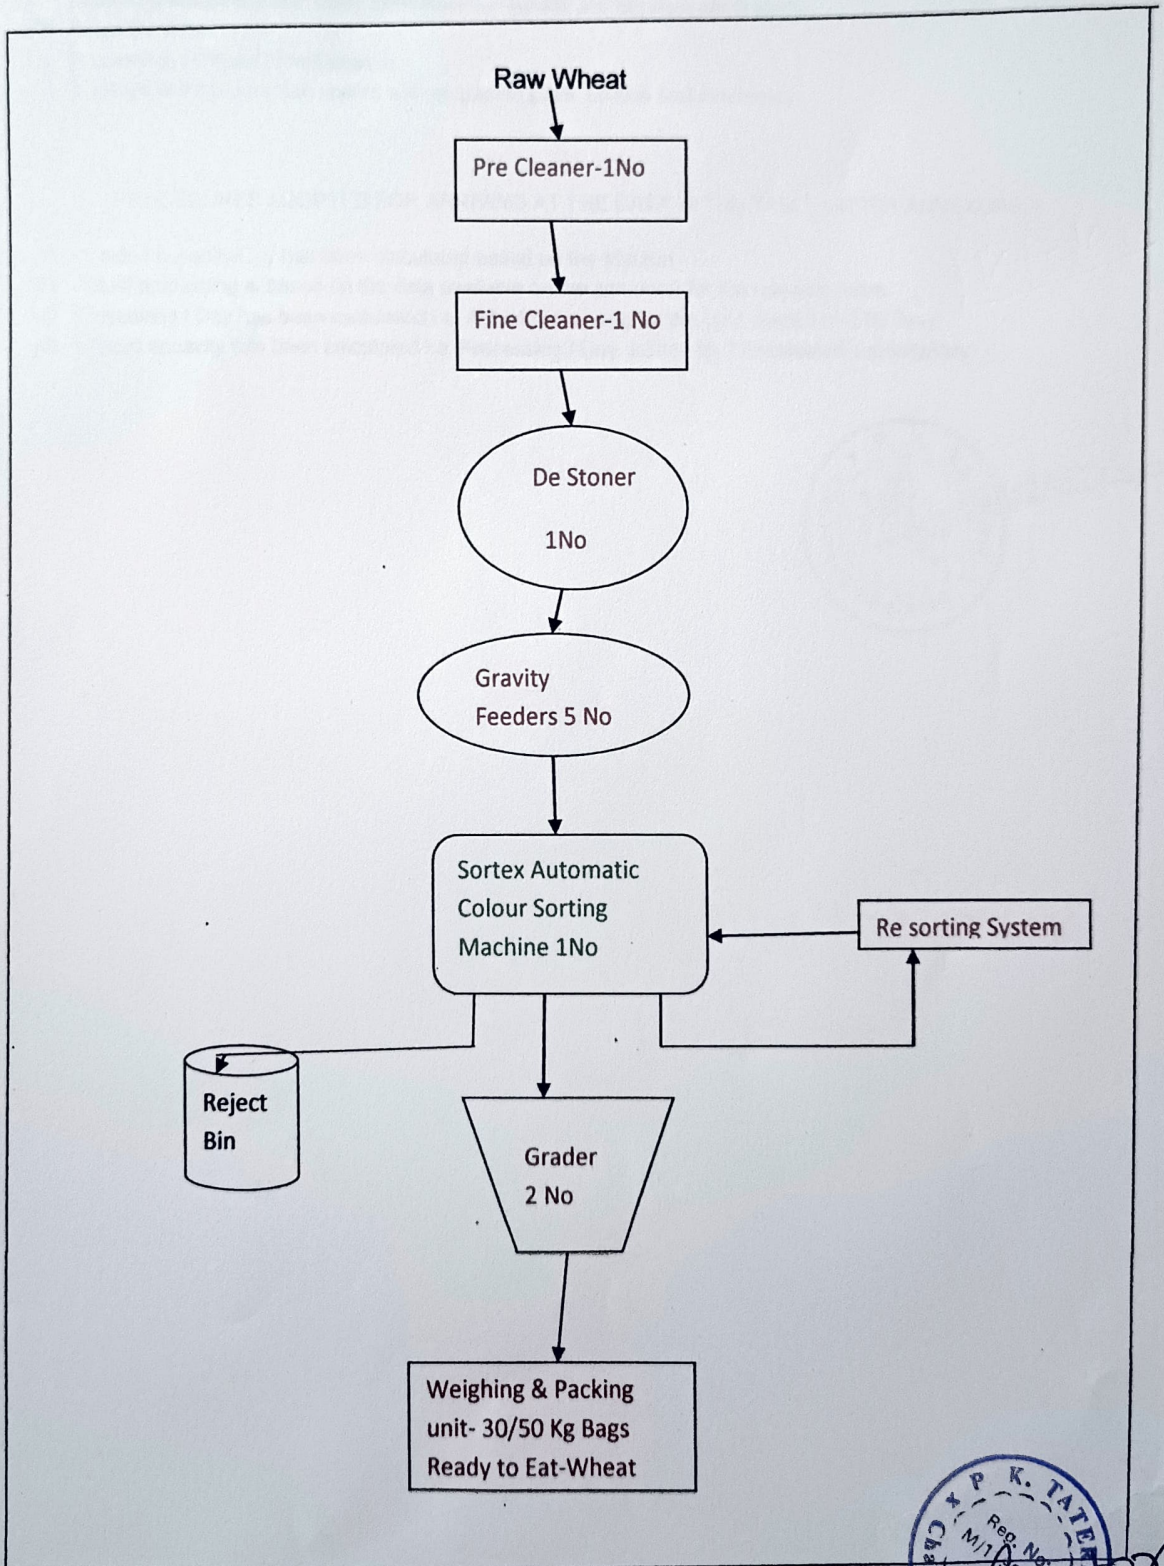 Raw Wheat
Pre Cleaner-1No
Fine Cleaner-1 No
De Stoner
1No
Gravity
Feeders 5 No
Sortex Automatic
Colour Sorting
Machine 1No
Re sorting System
Reject
Bin
Grader
2 No
Weighing & Packing
unit- 30/50 Kg Bags
Ready to Eat-Wheat
P K. TATER
Reg. No.